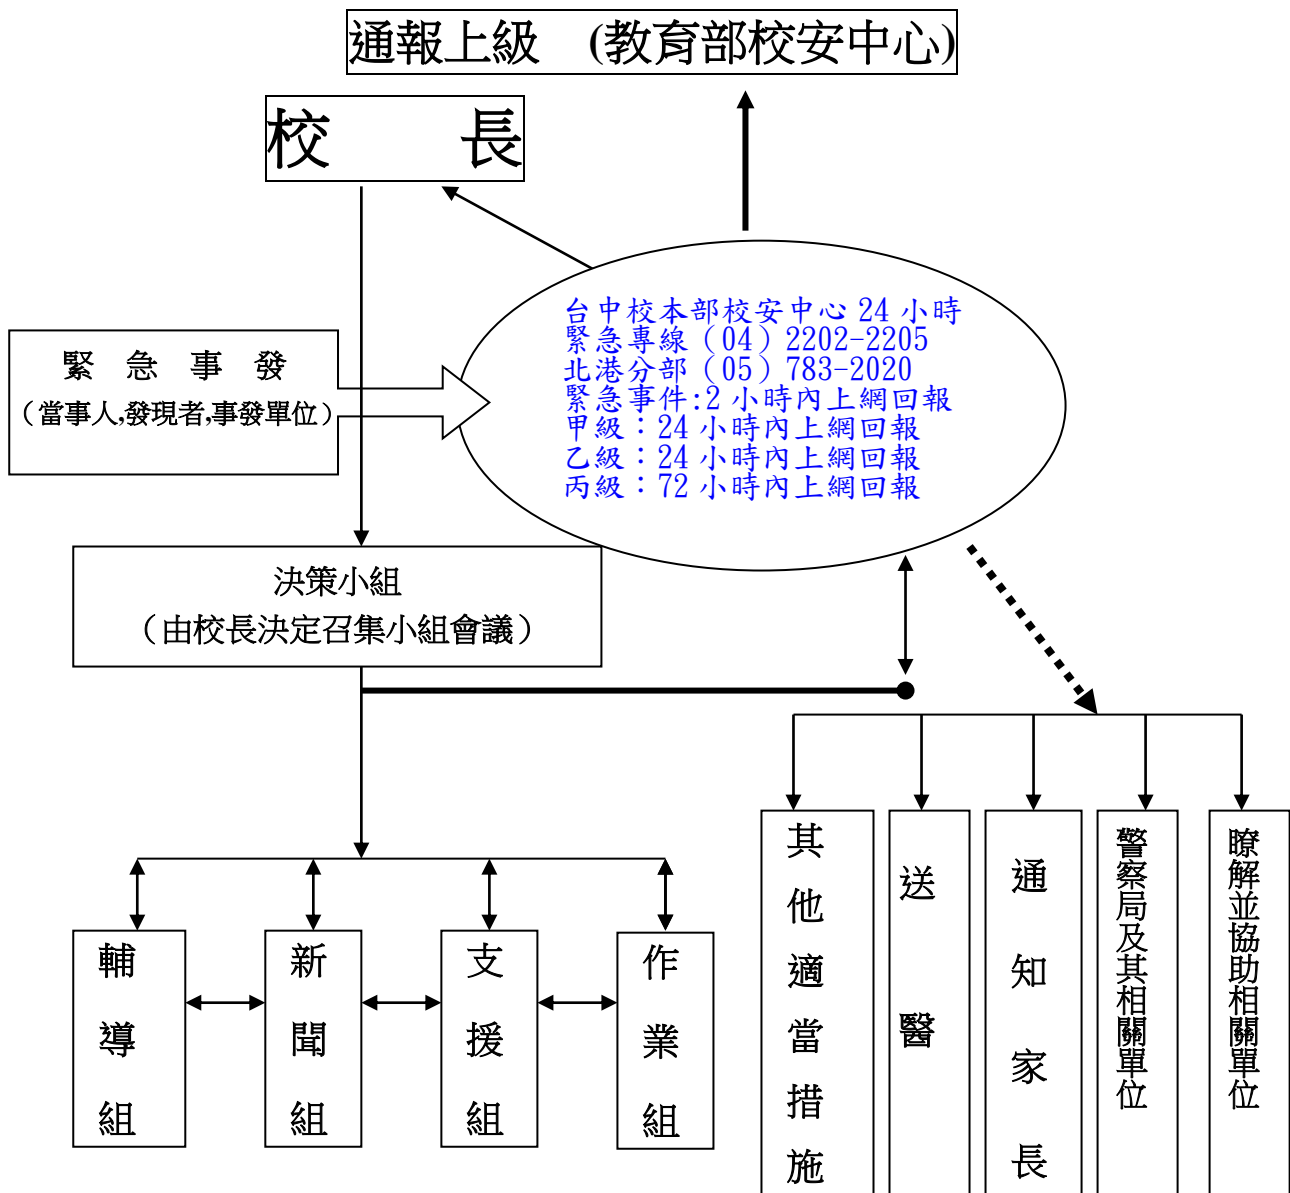 通報上級　(教育部校安中心)
校　　長
台中校本部校安中心 24 小時
緊急專線（04）2202-2205
北港分部（05）783-2020
緊急事件:2 小時內上網回報
甲級：24 小時內上網回報
乙級：24 小時內上網回報
丙級：72 小時內上網回報
緊　急　事　發
（當事人,發現者,事發單位）
決策小組
（由校長決定召集小組會議）
輔導組
新聞組
支援組
作業組
其他適當措施
送醫
通知家長
警察局及其相關單位
瞭解並協助相關單位